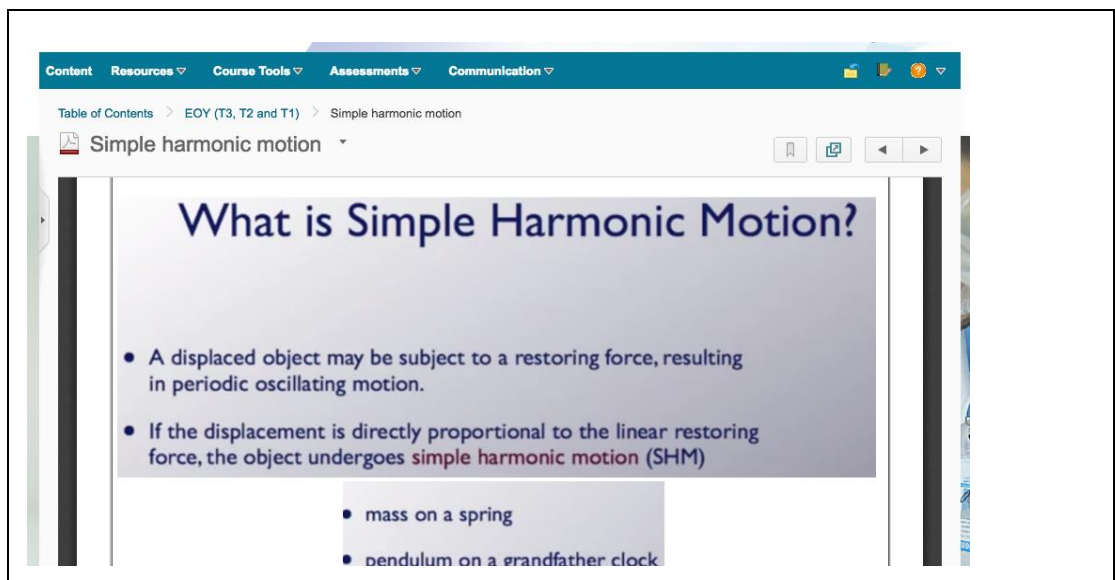 Content Resources Course Tools Assessments Communication
Table of Contents > EOY (T3, T2 and T1) > Simple harmonic motion
Simple harmonic motion
What is Simple Harmonic Motion?
• A displaced object may be subject to a restoring force, resulting
in periodic oscillating motion.
• If the displacement is directly proportional to the linear restoring
force, the object undergoes simple harmonic motion (SHM)
• mass on a spring
• pendulum on a grandfather clock